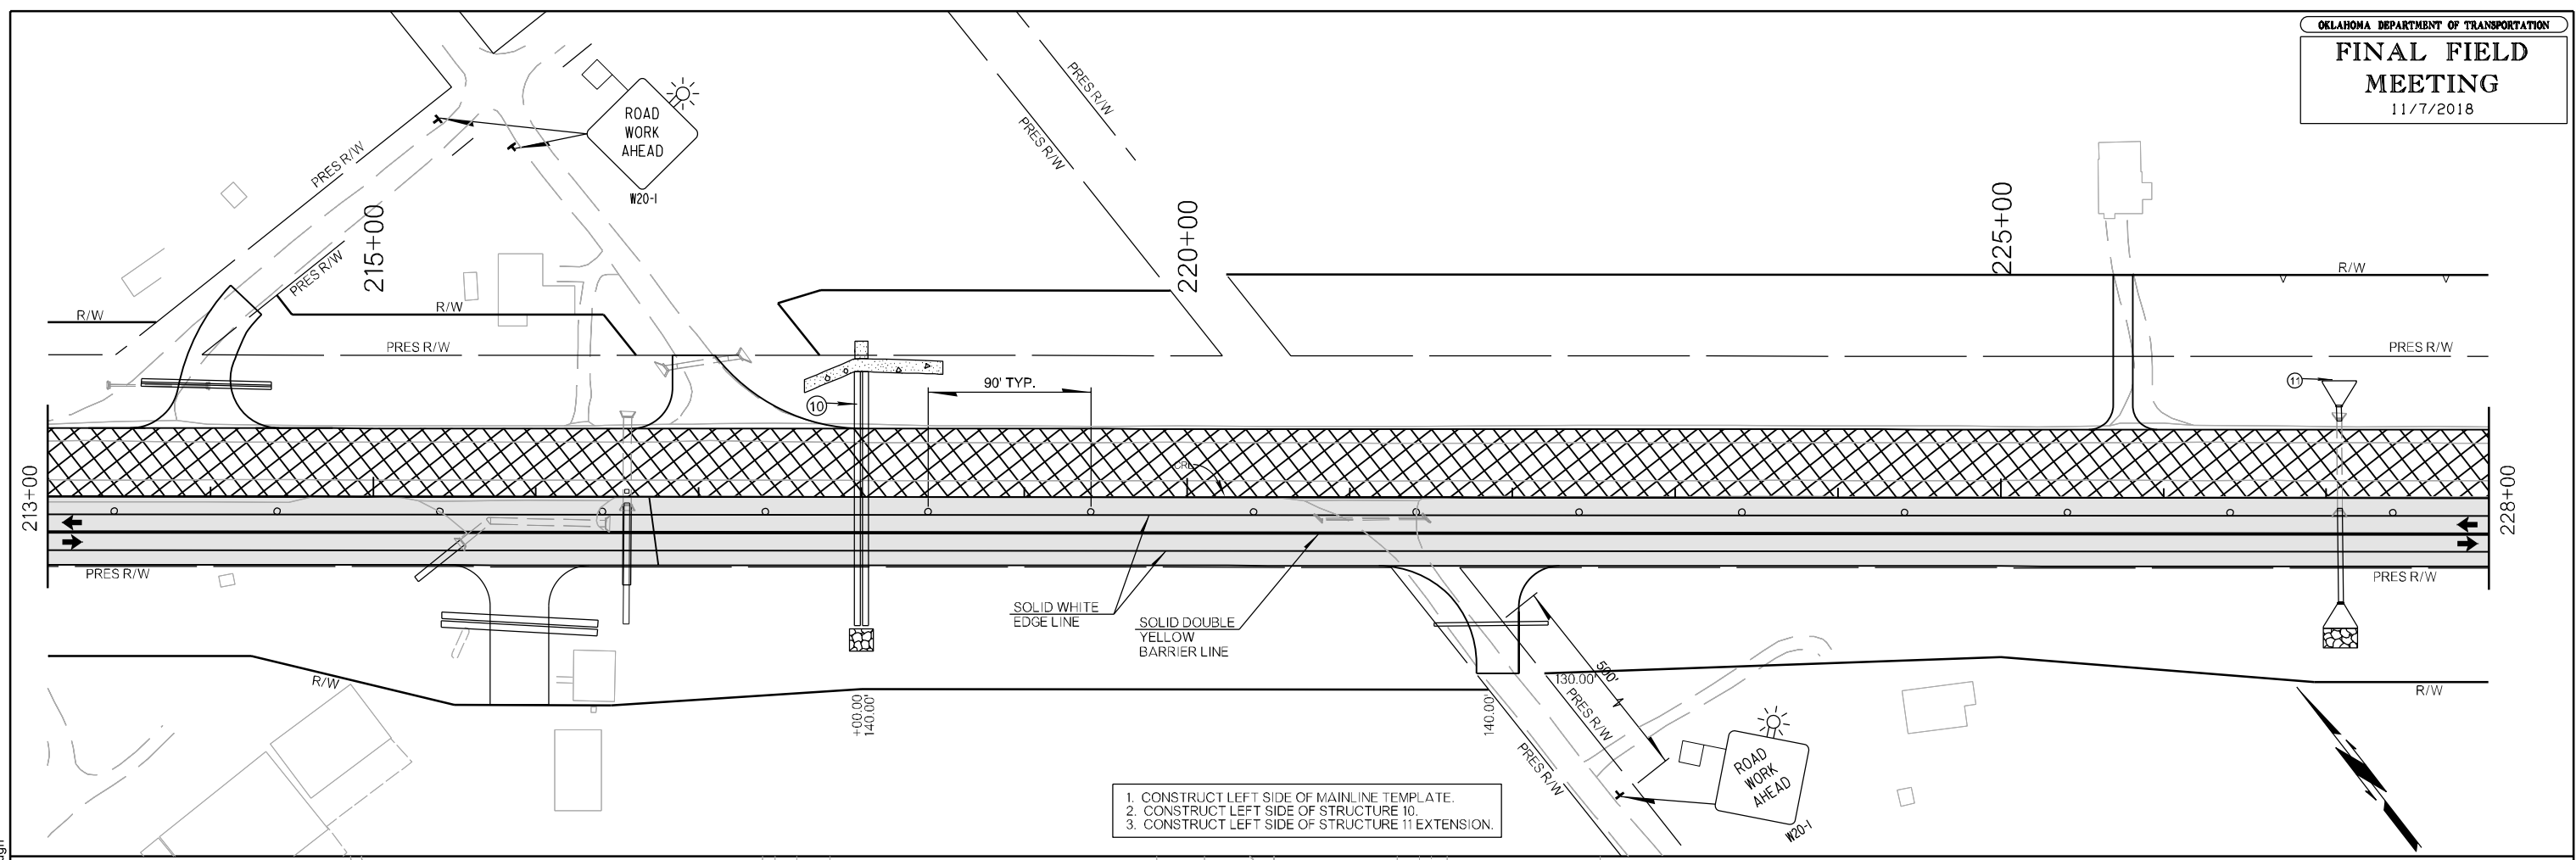 OKLAHOMA DEPARTMENT OF TRANSPORTATION
FINAL FIELD
MEETING
11/7/2018
ROAD
WORK
AHEAD
W20-1
PRES R/W
PRES R/W
PRES R/W
PRES R/W
215+00
220+00
225+00
R/W
R/W
R/W
PRES R/W
PRES R/W
90' TYP.
10
11
CRL
213+00
228+00
PRES R/W
PRES R/W
SOLID WHITE
EDGE LINE
SOLID DOUBLE
YELLOW
BARRIER LINE
R/W
R/W
+00.00'
140.00'
140.00'
130.00'
500'
PRES R/W
PRES R/W
ROAD
WORK
AHEAD
W20-1
1. CONSTRUCT LEFT SIDE OF MAINLINE TEMPLATE.
2. CONSTRUCT LEFT SIDE OF STRUCTURE 10.
3. CONSTRUCT LEFT SIDE OF STRUCTURE 11 EXTENSION.